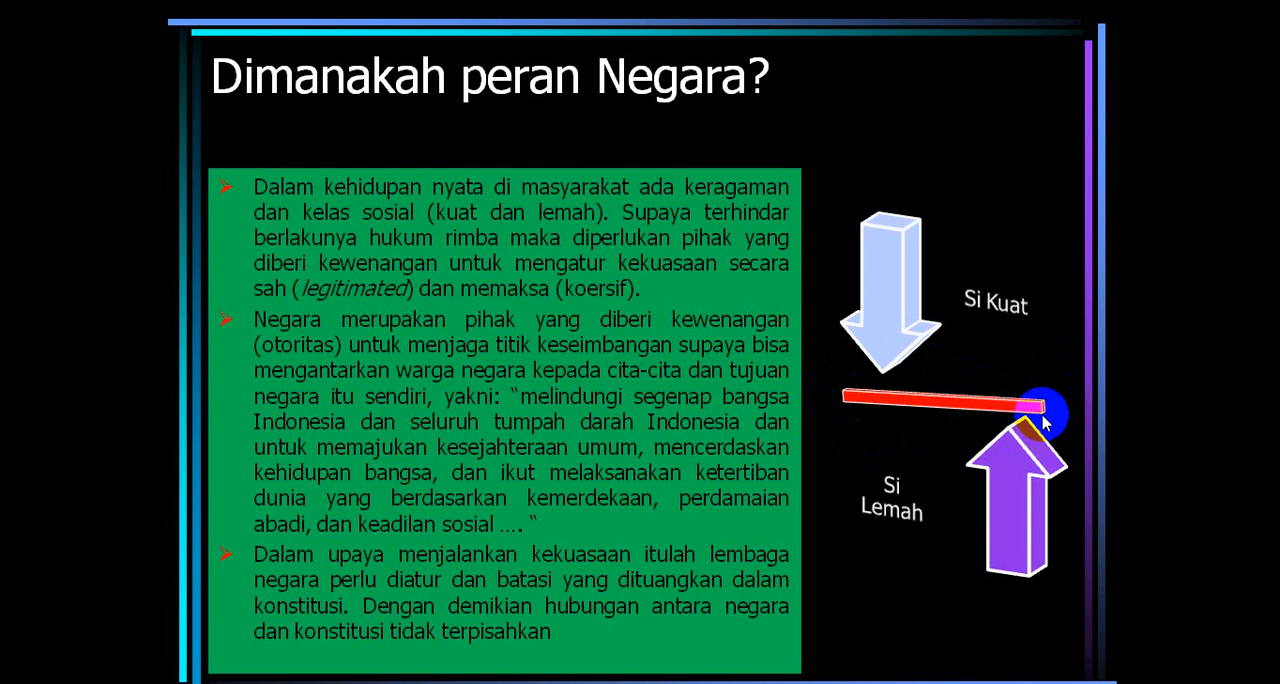 Dimanakah peran Negara?
Dalam kehidupan nyata di masyarakat ada keragaman
dan kelas sosial (kuat dan lemah). Supaya terhindar
berlakunya hukum rimba maka diperlukan pihak yang
diberi kewenangan untuk mengatur kekuasaan secara
sah (legitimated) dan memaksa (koersif).
Negara merupakan pihak yang diberi kewenangan
(otoritas) untuk menjaga titik keseimbangan supaya bisa
mengantarkan warga negara kepada cita-cita dan tujuan
negara itu sendiri, yakni: “melindungi segenap bangsa
Indonesia dan seluruh tumpah darah Indonesia dan
untuk memajukan kesejahteraan umum, mencerdaskan
kehidupan bangsa, dan ikut melaksanakan ketertiban
dunia yang berdasarkan kemerdekaan, perdamaian
abadi, dan keadilan sosial …. “
Dalam upaya menjalankan kekuasaan itulah lembaga
negara perlu diatur dan batasi yang dituangkan dalam
konstitusi. Dengan demikian hubungan antara negara
dan konstitusi tidak terpisahkan
Si Kuat
Si
Lemah